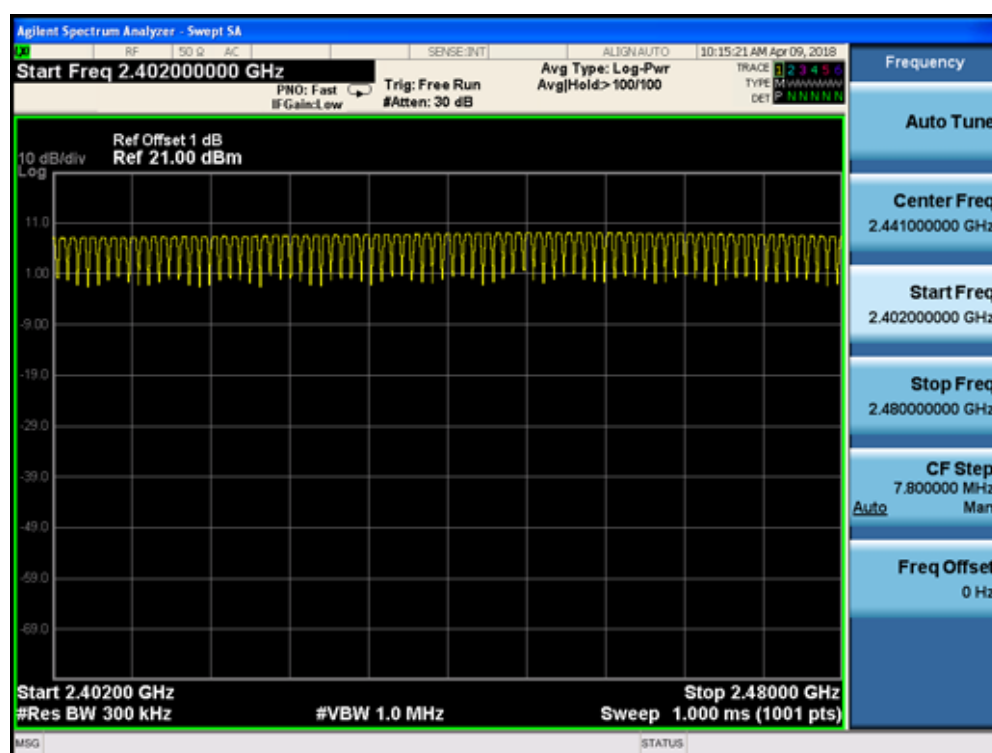 Agilent Spectrum Analyzer - Swept SA
RF 50 Ω AC SENSE:INT ALIGN AUTO 10:15:21 AM Apr 09, 2018
Start Freq 2.402000000 GHz
PNO: Fast
IFGain:Low
Trig: Free Run
#Atten: 30 dB
Avg Type: Log-Pwr
Avg|Hold:>100/100
TRACE 1 2 3 4 5 6
TYPE M
DET P N N N N N
Ref Offset 1 dB
10 dB/div Ref 21.00 dBm
Log
11.0
1.00
-9.00
-19.0
-29.0
-39.0
-49.0
-59.0
-69.0
Start 2.40200 GHz Stop 2.48000 GHz
#Res BW 300 kHz #VBW 1.0 MHz Sweep 1.000 ms (1001 pts)
MSG STATUS
Frequency
Auto Tune
Center Freq
2.441000000 GHz
Start Freq
2.402000000 GHz
Stop Freq
2.480000000 GHz
CF Step
7.800000 MHz
Auto Man
Freq Offset
0 Hz